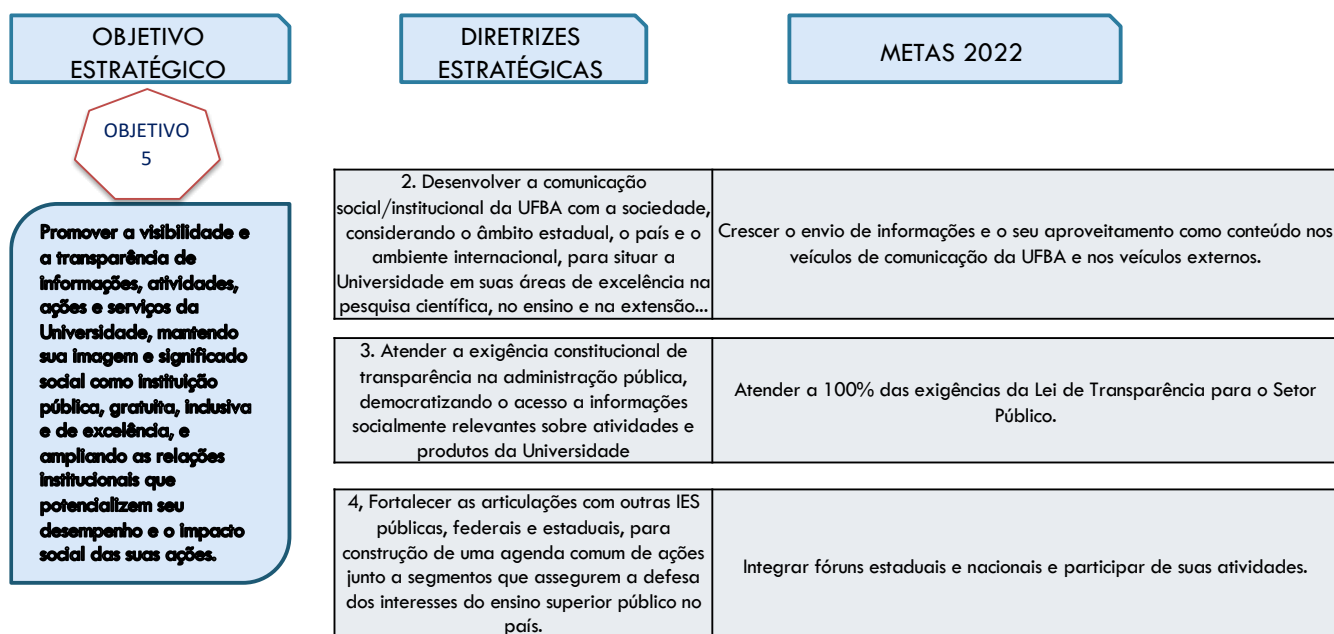 OBJETIVO
ESTRATÉGICO
DIRETRIZES
ESTRATÉGICAS
METAS 2022
OBJETIVO
5
Promover a visibilidade e
a transparência de
informações, atividades,
ações e serviços da
Universidade, mantendo
sua imagem e significado
social como instituição
pública, gratuita, inclusiva
e de excelência, e
ampliando as relações
institucionais que
potencializem seu
desempenho e o impacto
social das suas ações.
2. Desenvolver a comunicação
social/institucional da UFBA com a sociedade,
considerando o âmbito estadual, o país e o
ambiente internacional, para situar a
Universidade em suas áreas de excelência na
pesquisa científica, no ensino e na extensão...
Crescer o envio de informações e o seu aproveitamento como conteúdo nos
veículos de comunicação da UFBA e nos veículos externos.
3. Atender a exigência constitucional de
transparência na administração pública,
democratizando o acesso a informações
socialmente relevantes sobre atividades e
produtos da Universidade
Atender a 100% das exigências da Lei de Transparência para o Setor
Público.
4, Fortalecer as articulações com outras IES
públicas, federais e estaduais, para
construção de uma agenda comum de ações
junto a segmentos que assegurem a defesa
dos interesses do ensino superior público no
país.
Integrar fóruns estaduais e nacionais e participar de suas atividades.